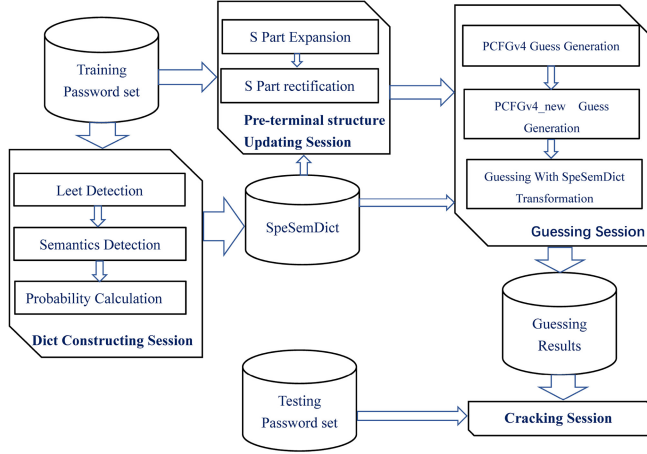 Training
Password set
S Part Expansion
S Part rectification
Pre-terminal structure
Updating Session
PCFGv4 Guess Generation
PCFGv4_new Guess
Generation
Guessing With SpeSemDict
Transformation
Guessing Session
Leet Detection
Semantics Detection
Probability Calculation
Dict Constructing Session
SpeSemDict
Guessing
Results
Testing
Password set
Cracking Session